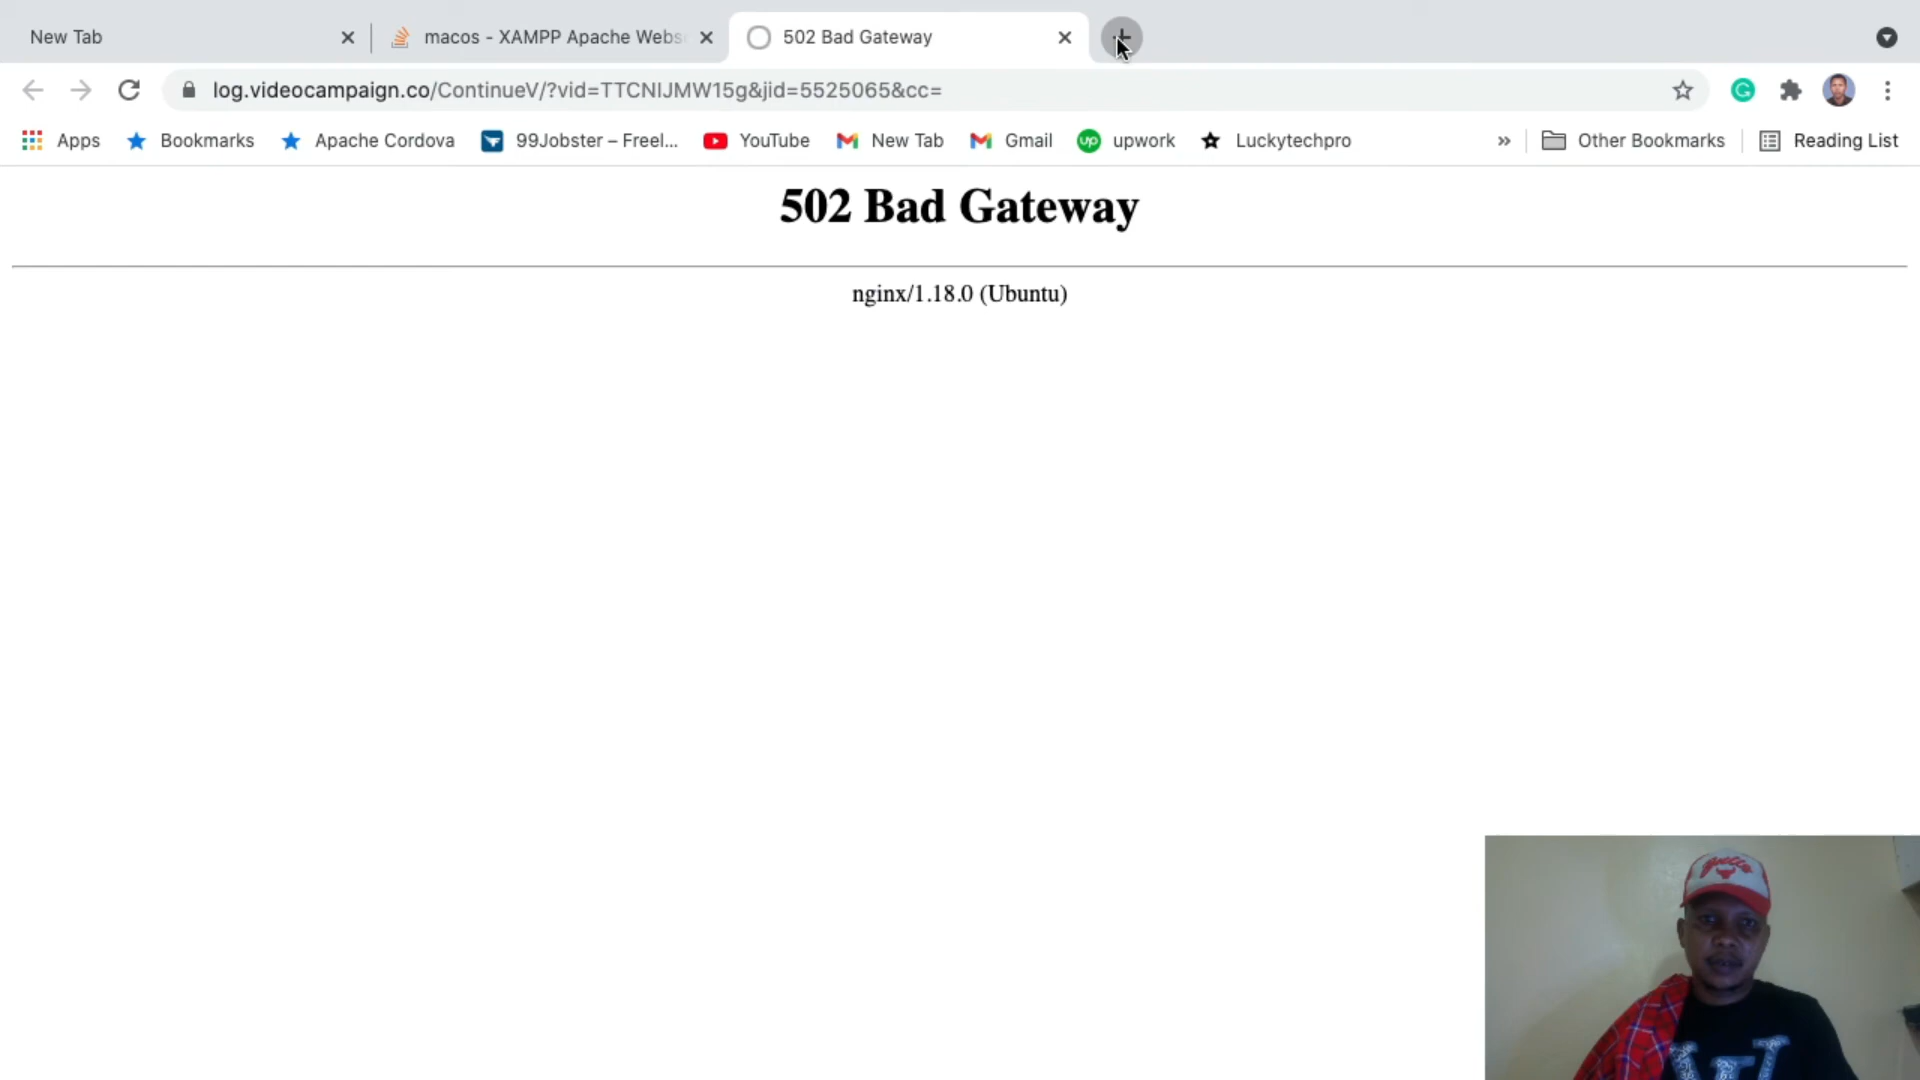 New Tab
macos - XAMPP Apache Webs
502 Bad Gateway
log.videocampaign.co/ContinueV/?vid=TTCNIJMW15g&jid=5525065&cc=
Apps
Bookmarks
Apache Cordova
99Jobster – Freel...
YouTube
New Tab
Gmail
up
upwork
Luckytechpro
»
Other Bookmarks
Reading List
502 Bad Gateway
nginx/1.18.0 (Ubuntu)